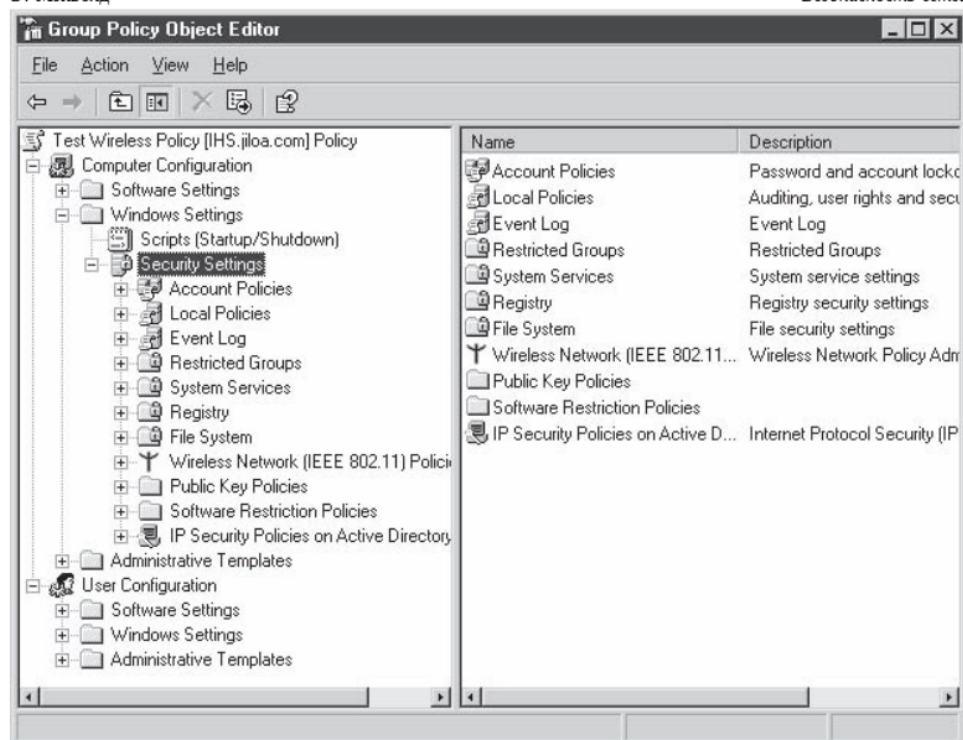 Group Policy Object Editor
File Action View Help
Test Wireless Policy [IHS.jiloa.com] Policy
Computer Configuration
Software Settings
Windows Settings
Scripts (Startup/Shutdown)
Security Settings
Account Policies
Local Policies
Event Log
Restricted Groups
System Services
Registry
File System
Wireless Network (IEEE 802.11) Polici
Public Key Policies
Software Restriction Policies
IP Security Policies on Active Directory
Administrative Templates
User Configuration
Software Settings
Windows Settings
Administrative Templates
Name Description
Account Policies Password and account locko
Local Policies Auditing, user rights and secu
Event Log Event Log
Restricted Groups Restricted Groups
System Services System service settings
Registry Registry security settings
File System File security settings
Wireless Network (IEEE 802.11... Wireless Network Policy Adm
Public Key Policies
Software Restriction Policies
IP Security Policies on Active D... Internet Protocol Security (IP